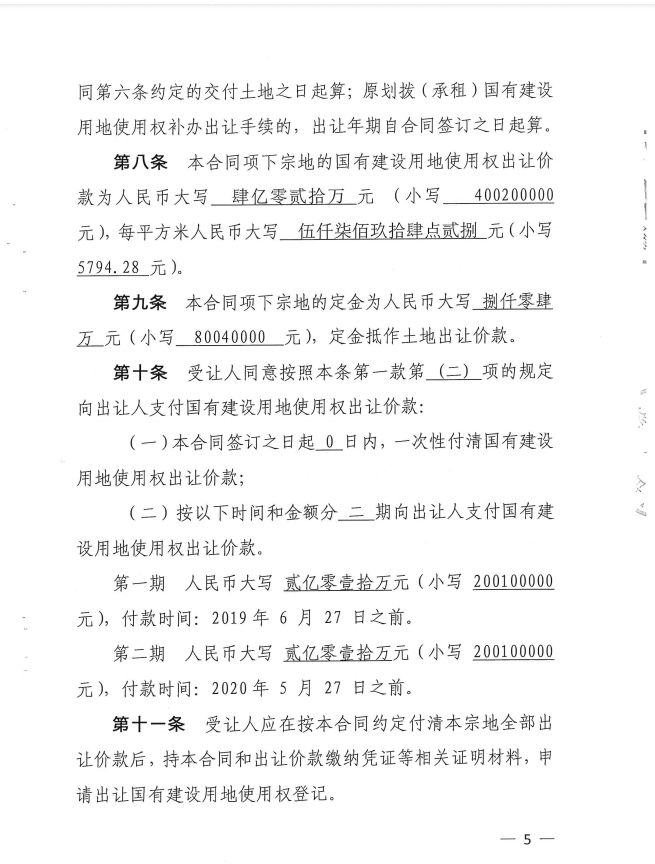 同第六条约定的交付土地之日起算；原划拨（承租）国有建设
用地使用权补办出让手续的，出让年期自合同签订之日起算。
第八条 本合同项下宗地的国有建设用地使用权出让价
款为人民币大写 肆亿零贰拾万 元 （小写 400200000
元），每平方米人民币大写 伍仟柒佰玖拾肆点贰捌 元（小写
5794.28 元）。
第九条 本合同项下宗地的定金为人民币大写 捌仟零肆
万 元（小写 80040000 元），定金抵作土地出让价款。
第十条 受让人同意按照本条第一款第 （二） 项的规定
向出让人支付国有建设用地使用权出让价款：
（一）本合同签订之日起 0 日内，一次性付清国有建设
用地使用权出让价款；
（二）按以下时间和金额分 二 期向出让人支付国有建
设用地使用权出让价款。
第一期 人民币大写 贰亿零壹拾万元（小写 200100000
元），付款时间：2019 年 6 月 27 日之前。
第二期 人民币大写 贰亿零壹拾万元（小写 200100000
元），付款时间：2020 年 5 月 27 日之前。
第十一条 受让人应在按本合同约定付清本宗地全部出
让价款后，持本合同和出让价款缴纳凭证等相关证明材料，申
请出让国有建设用地使用权登记。
— 5 —